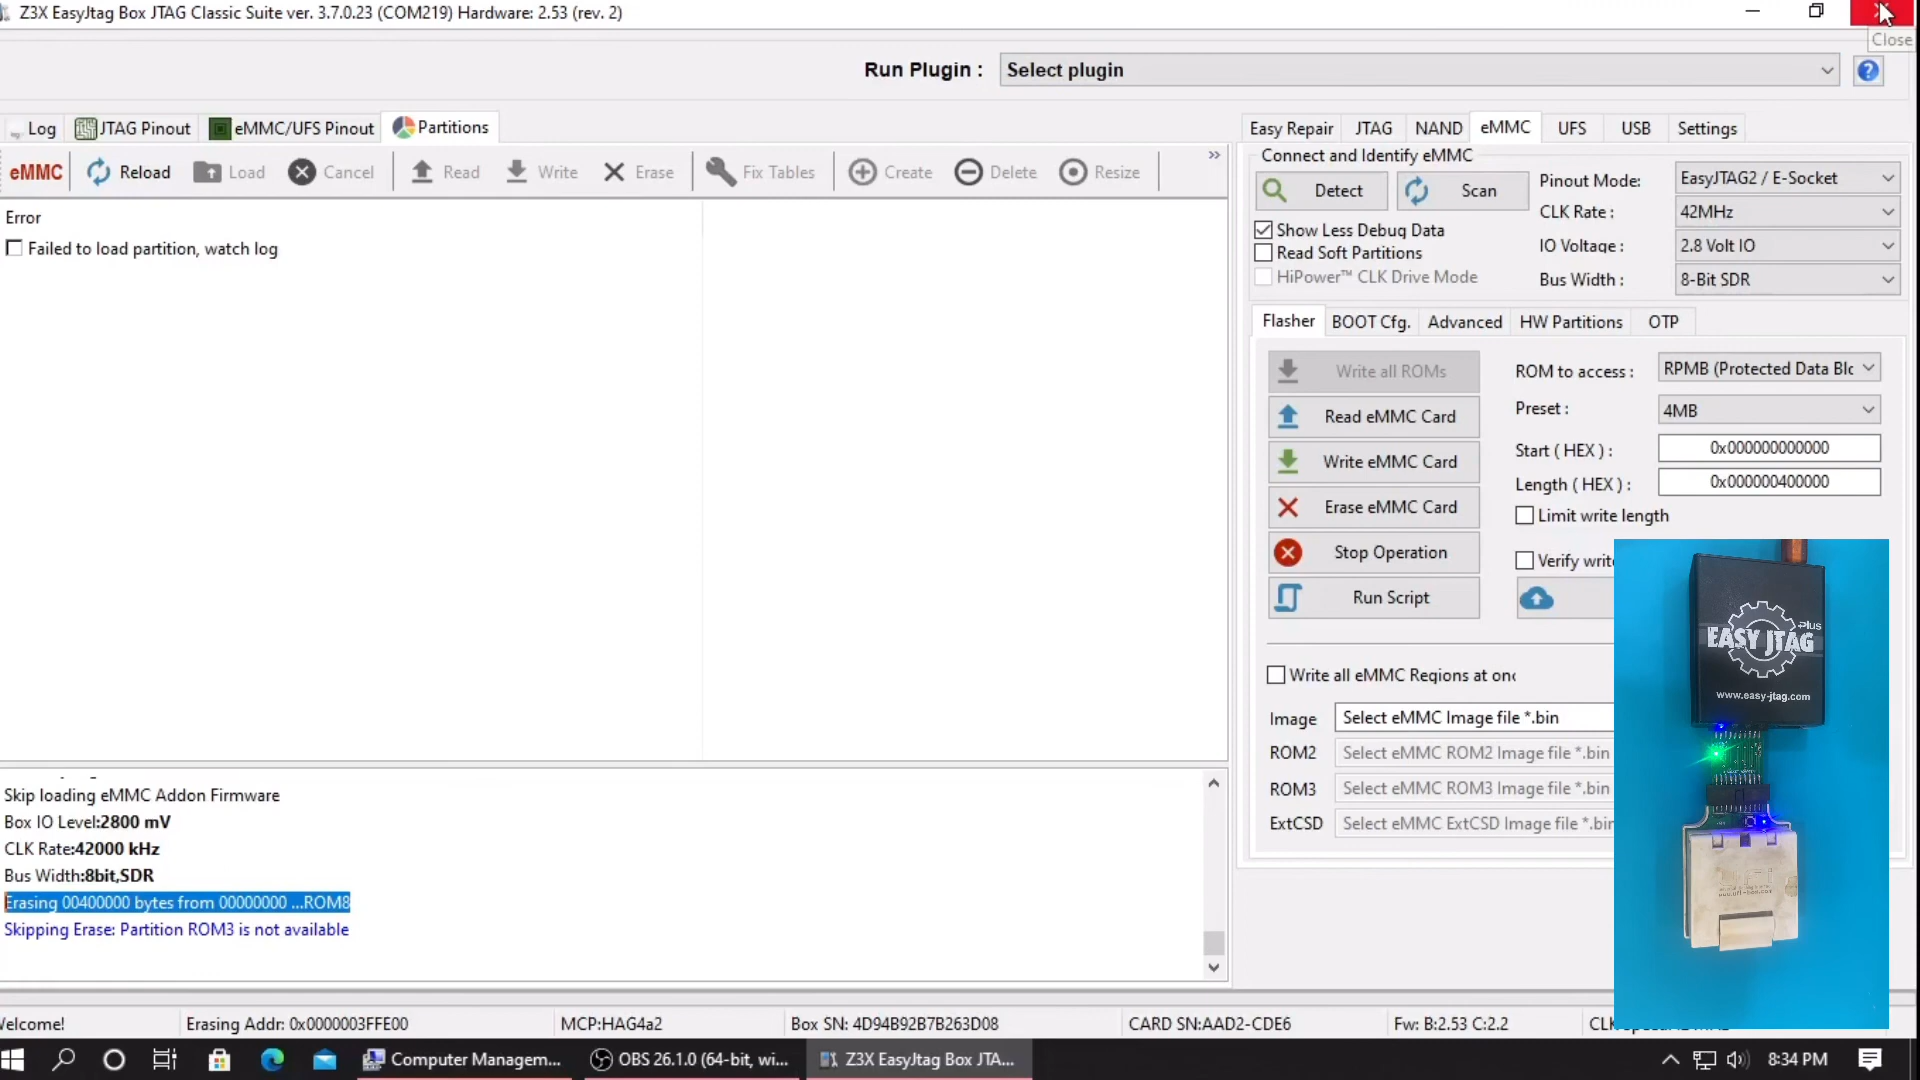 Z3X EasyJtag Box JTAG Classic Suite ver. 3.7.0.23 (COM219) Hardware: 2.53 (rev. 2)
Close
Run Plugin :
Select plugin
Log
JTAG Pinout
eMMC/UFS Pinout
Partitions
eMMC
Reload
Load
Cancel
Read
Write
Erase
Fix Tables
Create
Delete
Resize
Error
Failed to load partition, watch log
Easy Repair
JTAG
NAND
eMMC
UFS
USB
Settings
Connect and Identify eMMC
Detect
Scan
Show Less Debug Data
Read Soft Partitions
HiPower™ CLK Drive Mode
Pinout Mode:
EasyJTAG2 / E-Socket
CLK Rate :
42MHz
IO Voltage :
2.8 Volt IO
Bus Width :
8-Bit SDR
Flasher
BOOT Cfg.
Advanced
HW Partitions
OTP
Write all ROMs
Read eMMC Card
Write eMMC Card
Erase eMMC Card
Stop Operation
Run Script
ROM to access :
RPMB (Protected Data Blc
Preset :
4MB
Start ( HEX ) :
0x000000000000
Length ( HEX ) :
0x000000400000
Limit write length
Verify write
Write all eMMC Regions at onc
Image
Select eMMC Image file *.bin
ROM2
Select eMMC ROM2 Image file *.bin
ROM3
Select eMMC ROM3 Image file *.bin
ExtCSD
Select eMMC ExtCSD Image file *.bin
EASY JTAG
Plus
www.easy-jtag.com
Skip loading eMMC Addon Firmware
Box IO Level:2800 mV
CLK Rate:42000 kHz
Bus Width:8bit,SDR
Erasing 00400000 bytes from 00000000 ...ROM8
Skipping Erase: Partition ROM3 is not available
Velcome!
Erasing Addr: 0x0000003FFE00
MCP:HAG4a2
Box SN: 4D94B92B7B263D08
CARD SN:AAD2-CDE6
Fw: B:2.53 C:2.2
Computer Managem...
OBS 26.1.0 (64-bit, wi...
Z3X EasyJtag Box JTA...
8:34 PM